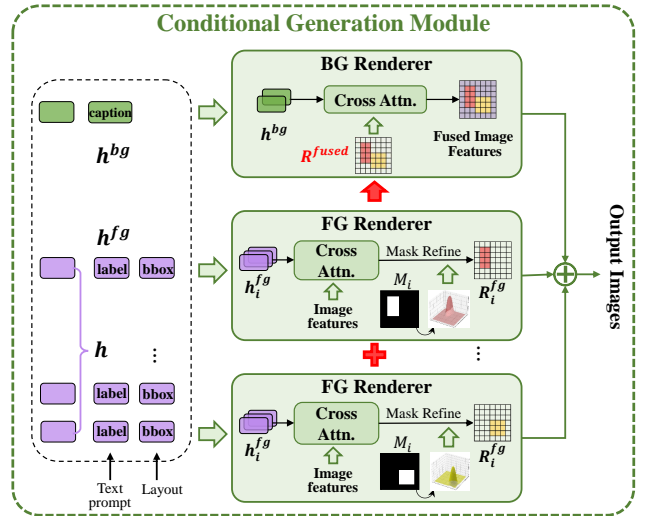 Conditional Generation Module
caption
h^{bg}
h^{fg}
label bbox
h
⋮
label bbox
label bbox
Text
prompt
Layout
BG Renderer
h^{bg}
Cross Attn.
R^{fused}
Fused Image
Features
FG Renderer
h_i^{fg}
Cross
Attn.
Image
features
Mask Refine
M_i
R_i^{fg}
...
FG Renderer
h_i^{fg}
Cross
Attn.
Image
features
Mask Refine
M_i
R_i^{fg}
Output Images